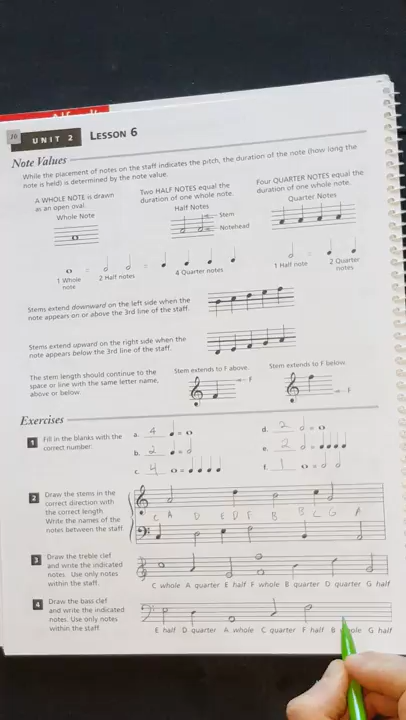 20
UNIT 2
LESSON 6
Note Values
While the placement of notes on the staff indicates the pitch, the duration of the note (how long the
note is held) is determined by the note value.
A WHOLE NOTE is drawn
as an open oval.
Whole Note
Two HALF NOTES equal the
duration of one whole note.
Half Notes
Stem
Notehead
Four QUARTER NOTES equal the
duration of one whole note.
Quarter Notes
1 Whole
note
=
2 Half notes
=
4 Quarter notes
1 Half note
=
2 Quarter
notes
Stems extend downward on the left side when the
note appears on or above the 3rd line of the staff.
Stems extend upward on the right side when the
note appears below the 3rd line of the staff.
The stem length should continue to the
space or line with the same letter name,
above or below.
Stem extends to F above.
F
Stem extends to F below.
F
Exercises
1
Fill in the blanks with the
correct number:
a. 4 =
b. 2 =
c. 4 =
d. 2 =
e. 2 =
f. 1 =
2
Draw the stems in the
correct direction with
the correct length.
Write the names of the
notes between the staff.
C A D E D F B B C G A
3
Draw the treble clef
and write the indicated
notes. Use only notes
within the staff.
C whole A quarter E half F whole B quarter D quarter G half
4
Draw the bass clef
and write the indicated
notes. Use only notes
within the staff.
E half D quarter A whole C quarter F half B G half